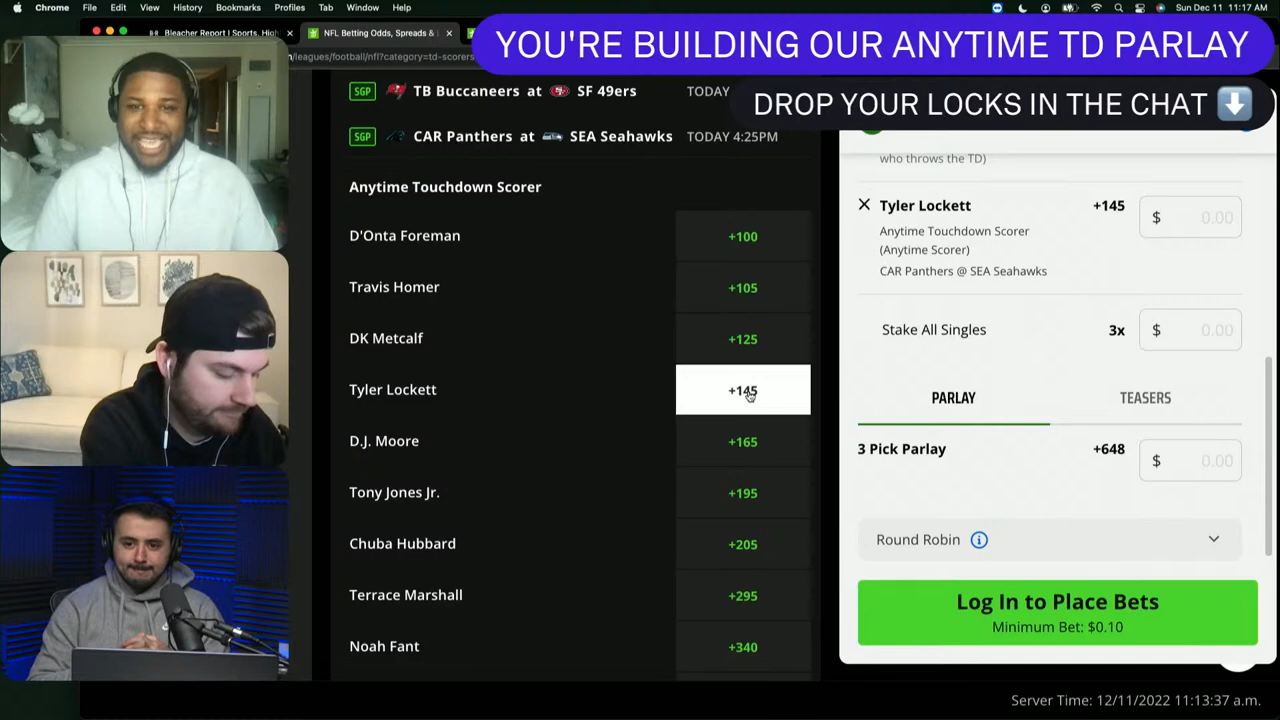 Chrome File Edit View History Bookmarks Profiles Tab Window Help
Sun Dec 11 11:17 AM
Bleacher Report | Sports, High
NFL Betting Odds, Spreads &
/leagues/football/nfl?category=td-scorers
YOU'RE BUILDING OUR ANYTIME TD PARLAY
DROP YOUR LOCKS IN THE CHAT
SGP TB Buccaneers at SF 49ers TODAY
SGP CAR Panthers at SEA Seahawks TODAY 4:25PM
Anytime Touchdown Scorer
D'Onta Foreman +100
Travis Homer +105
DK Metcalf +125
Tyler Lockett +145
D.J. Moore +165
Tony Jones Jr. +195
Chuba Hubbard +205
Terrace Marshall +295
Noah Fant +340
who throws the TD)
Tyler Lockett +145 $ 0.00
Anytime Touchdown Scorer
(Anytime Scorer)
CAR Panthers @ SEA Seahawks
Stake All Singles 3x $ 0.00
PARLAY TEASERS
3 Pick Parlay +648 $ 0.00
Round Robin
Log In to Place Bets
Minimum Bet: $0.10
Server Time: 12/11/2022 11:13:37 a.m.